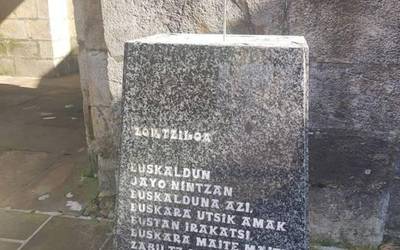 ZORTZIKOA
EUSKALDUN
JAYO NINTZAN
EUSKALDUNA AZI,
EUSKARA UTSIK AMAK
EUSTAN IRAKATSI.
EUSKARA MAITE MAITE